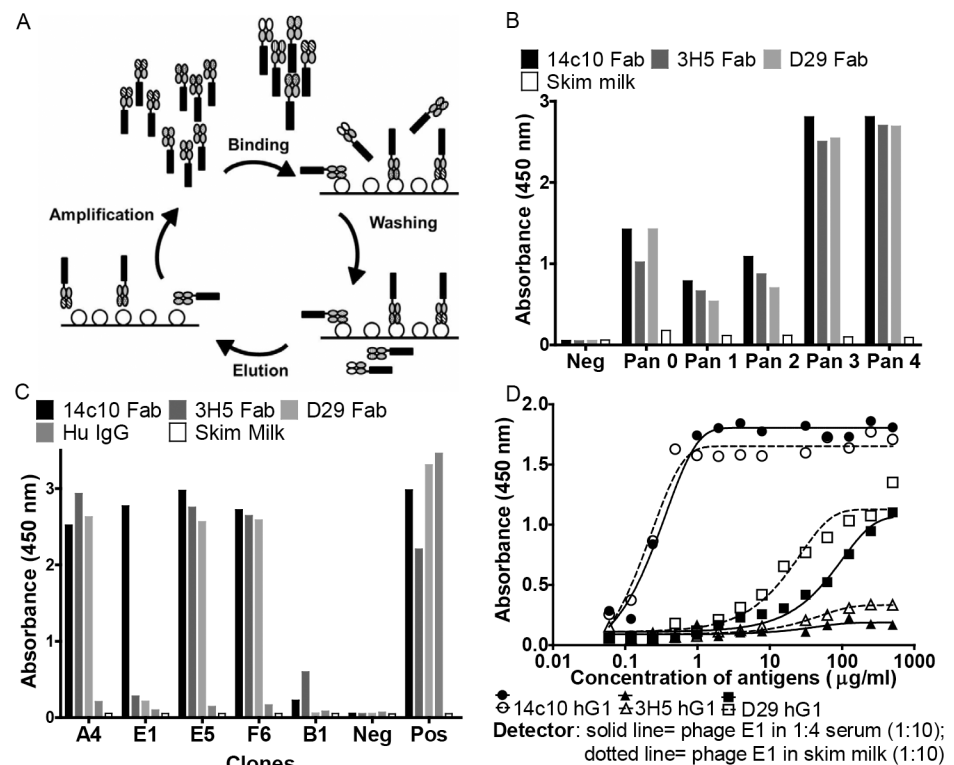 A
Binding
Washing
Elution
Amplification
B
14c10 Fab 3H5 Fab D29 Fab
Skim milk
Absorbance (450 nm)
3
2
1
0
Neg Pan 0 Pan 1 Pan 2 Pan 3 Pan 4
C
14c10 Fab 3H5 Fab D29 Fab
Hu IgG Skim Milk
Absorbance (450 nm)
3
2
1
0
A4 E1 E5 F6 B1 Neg Pos
Clones
D
Absorbance (450 nm)
2.0
1.5
1.0
0.5
0.0
0.01 0.1 1 10 100 1000
Concentration of antigens (μg/ml)
14c10 hG1 3H5 hG1 D29 hG1
Detector: solid line= phage E1 in 1:4 serum (1:10);
dotted line= phage E1 in skim milk (1:10)